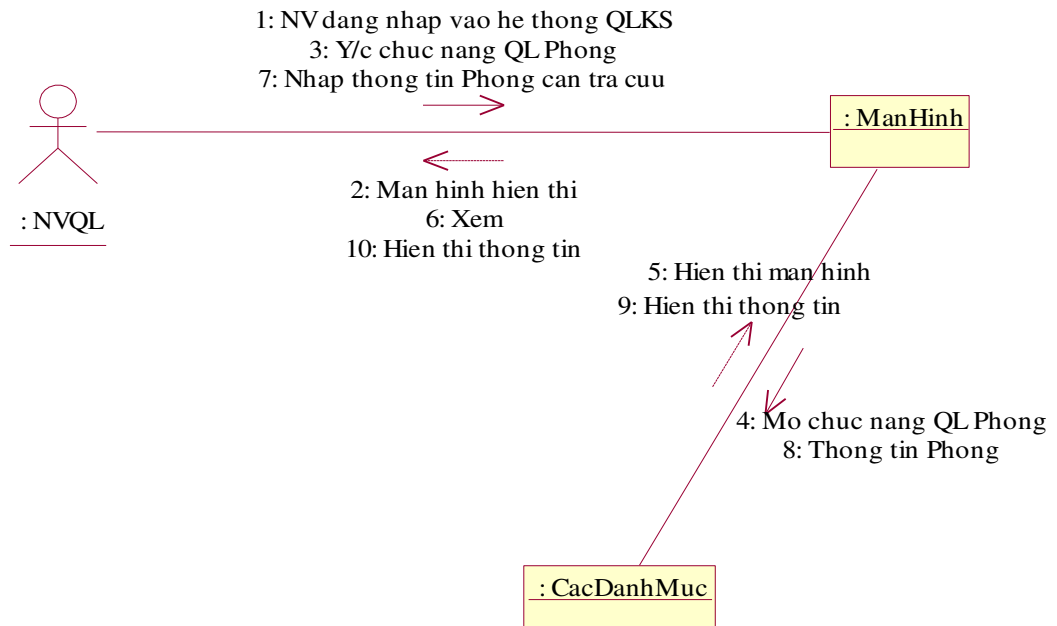 1: NV dang nhap vao he thong QLKS
3: Y/c chuc nang QL Phong
7: Nhap thong tin Phong can tra cuu
: ManHinh
: NVQL
2: Man hinh hien thi
6: Xem
10: Hien thi thong tin
5: Hien thi man hinh
9: Hien thi thong tin
4: Mo chuc nang QL Phong
8: Thong tin Phong
: CacDanhMuc